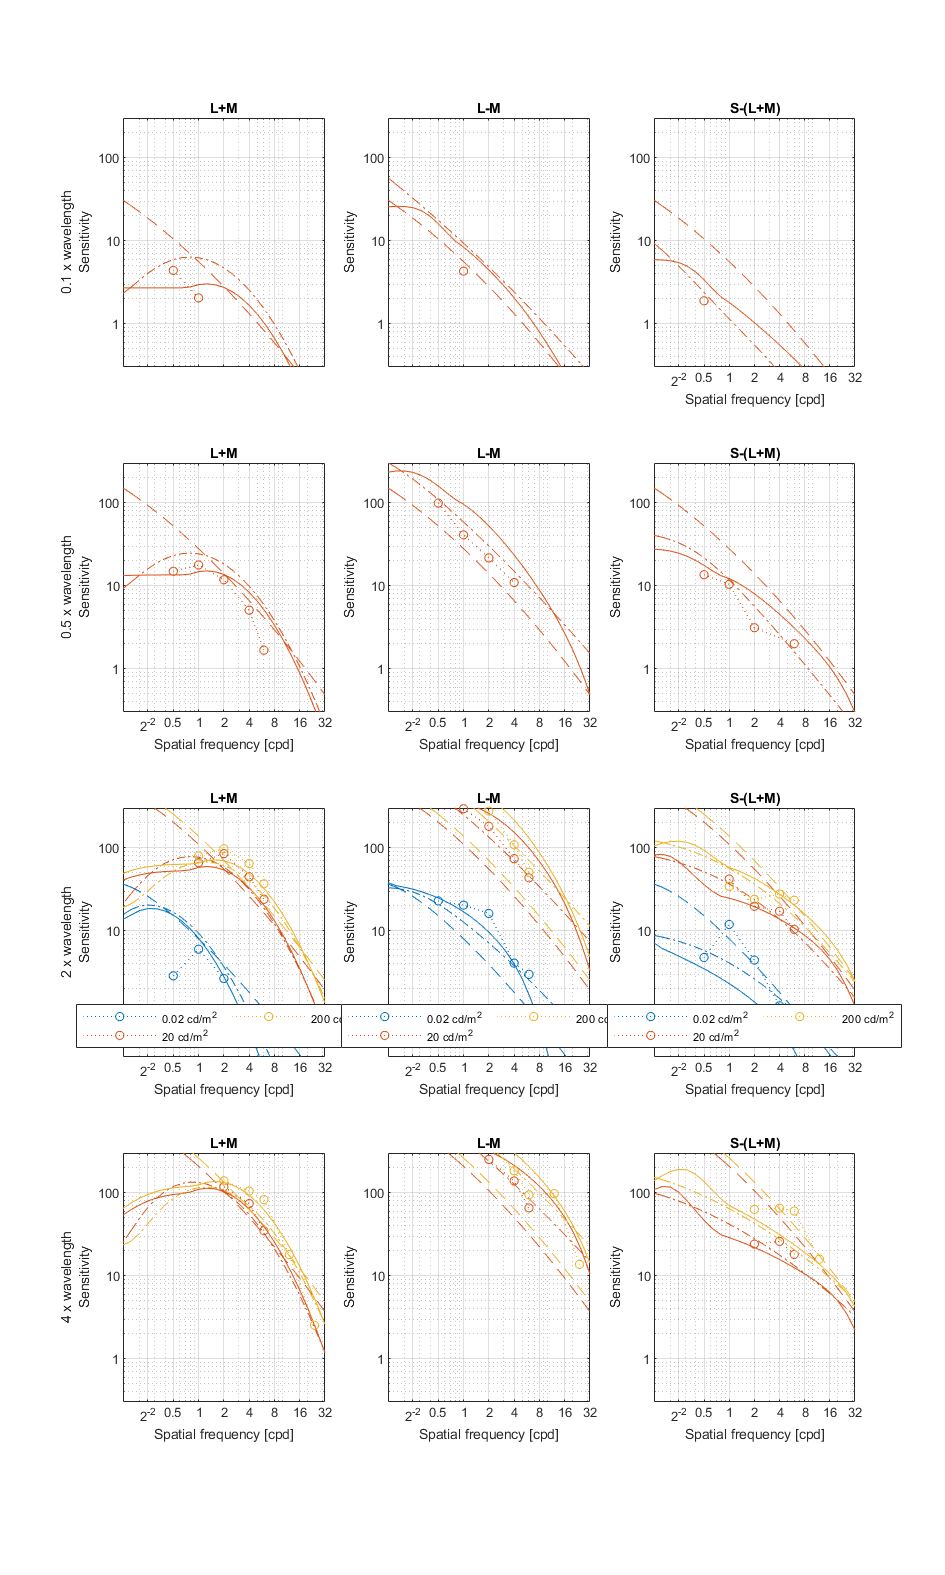 L+M
L-M
S-(L+M)
0.1 x wavelength
Sensitivity
100
10
1
Sensitivity
100
10
1
Sensitivity
100
10
1
2-2 0.5 1 2 4 8 16 32
Spatial frequency [cpd]
L+M
L-M
S-(L+M)
0.5 x wavelength
Sensitivity
100
10
1
2-2 0.5 1 2 4 8 16 32
Spatial frequency [cpd]
Sensitivity
100
10
1
2-2 0.5 1 2 4 8 16 32
Spatial frequency [cpd]
Sensitivity
100
10
1
2-2 0.5 1 2 4 8 16 32
Spatial frequency [cpd]
L+M
L-M
S-(L+M)
2 x wavelength
Sensitivity
100
10
0.02 cd/m2
200 c
20 cd/m2
2-2 0.5 1 2 4 8 16 32
Spatial frequency [cpd]
Sensitivity
100
10
0.02 cd/m2
200 c
20 cd/m2
2-2 0.5 1 2 4 8 16 32
Spatial frequency [cpd]
Sensitivity
100
10
0.02 cd/m2
200 cd/m2
20 cd/m2
2-2 0.5 1 2 4 8 16 32
Spatial frequency [cpd]
L+M
L-M
S-(L+M)
4 x wavelength
Sensitivity
100
10
1
2-2 0.5 1 2 4 8 16 32
Spatial frequency [cpd]
Sensitivity
100
10
1
2-2 0.5 1 2 4 8 16 32
Spatial frequency [cpd]
Sensitivity
100
10
1
2-2 0.5 1 2 4 8 16 32
Spatial frequency [cpd]